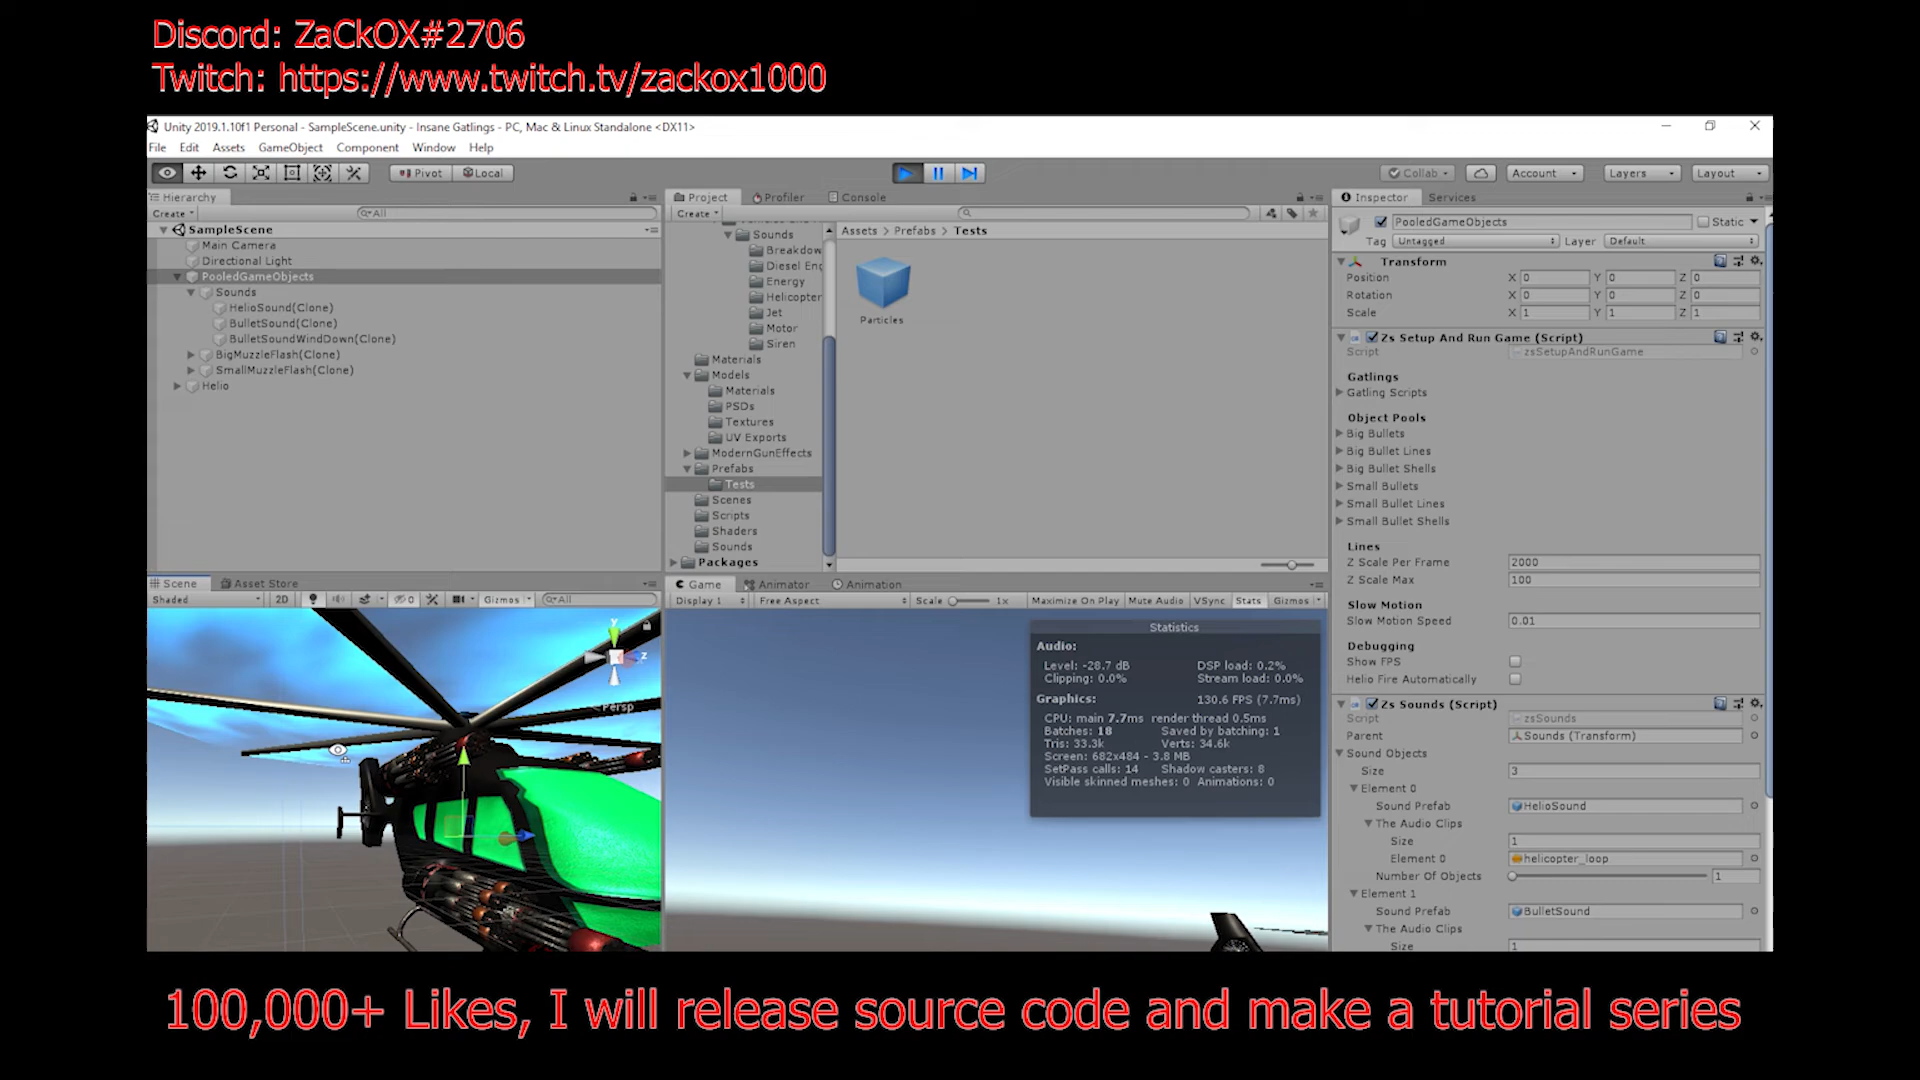 Discord: ZaCkOX#2706
Twitch: https://www.twitch.tv/zackox1000
Unity 2019.1.10f1 Personal - SampleScene.unity - Insane Gatlings - PC, Mac & Linux Standalone <DX11>
File Edit Assets GameObject Component Window Help
Pivot Local Collab Account Layers Layout
Hierarchy
Create All
SampleScene
Main Camera
Directional Light
PooledGameObjects
Sounds
HelioSound(Clone)
BulletSound(Clone)
BulletSoundWindDown(Clone)
BigMuzzleFlash(Clone)
SmallMuzzleFlash(Clone)
Helio
Project Profiler Console
Create
Sounds
Breakdow
Diesel Eng
Energy
Helicopter
Jet
Motor
Siren
Materials
Models
Materials
PSDs
Textures
UV Exports
ModernGunEffects
Prefabs
Tests
Scenes
Scripts
Shaders
Sounds
Packages
Assets > Prefabs > Tests
Particles
Inspector Services
PooledGameObjects Static
Tag Untagged Layer Default
Transform
Position X 0 Y 0 Z 0
Rotation X 0 Y 0 Z 0
Scale X 1 Y 1 Z 1
Zs Setup And Run Game (Script)
Script zsSetupAndRunGame
Gatlings
Gatling Scripts
Object Pools
Big Bullets
Big Bullet Lines
Big Bullet Shells
Small Bullets
Small Bullet Lines
Small Bullet Shells
Lines
Z Scale Per Frame 2000
Z Scale Max 100
Slow Motion
Slow Motion Speed 0.01
Debugging
Show FPS
Helio Fire Automatically
Zs Sounds (Script)
Script zsSounds
Parent Sounds (Transform)
Sound Objects
Size 3
Element 0
Sound Prefab HelioSound
The Audio Clips
Size 1
Element 0 helicopter_loop
Number Of Objects 1
Element 1
Sound Prefab BulletSound
The Audio Clips
Size 1
Scene Asset Store
Shaded 2D 0 Gizmos All
y
z
Persp
Game Animator Animation
Display 1 Free Aspect Scale 1x Maximize On Play Mute Audio VSync Stats Gizmos
Statistics
Audio:
Level: -28.7 dB DSP load: 0.2%
Clipping: 0.0% Stream load: 0.0%
Graphics: 130.6 FPS (7.7ms)
CPU: main 7.7ms render thread 0.5ms
Batches: 18 Saved by batching: 1
Tris: 33.3k Verts: 34.6k
Screen: 682x484 - 3.8 MB
SetPass calls: 14 Shadow casters: 8
Visible skinned meshes: 0 Animations: 0
100,000+ Likes, I will release source code and make a tutorial series